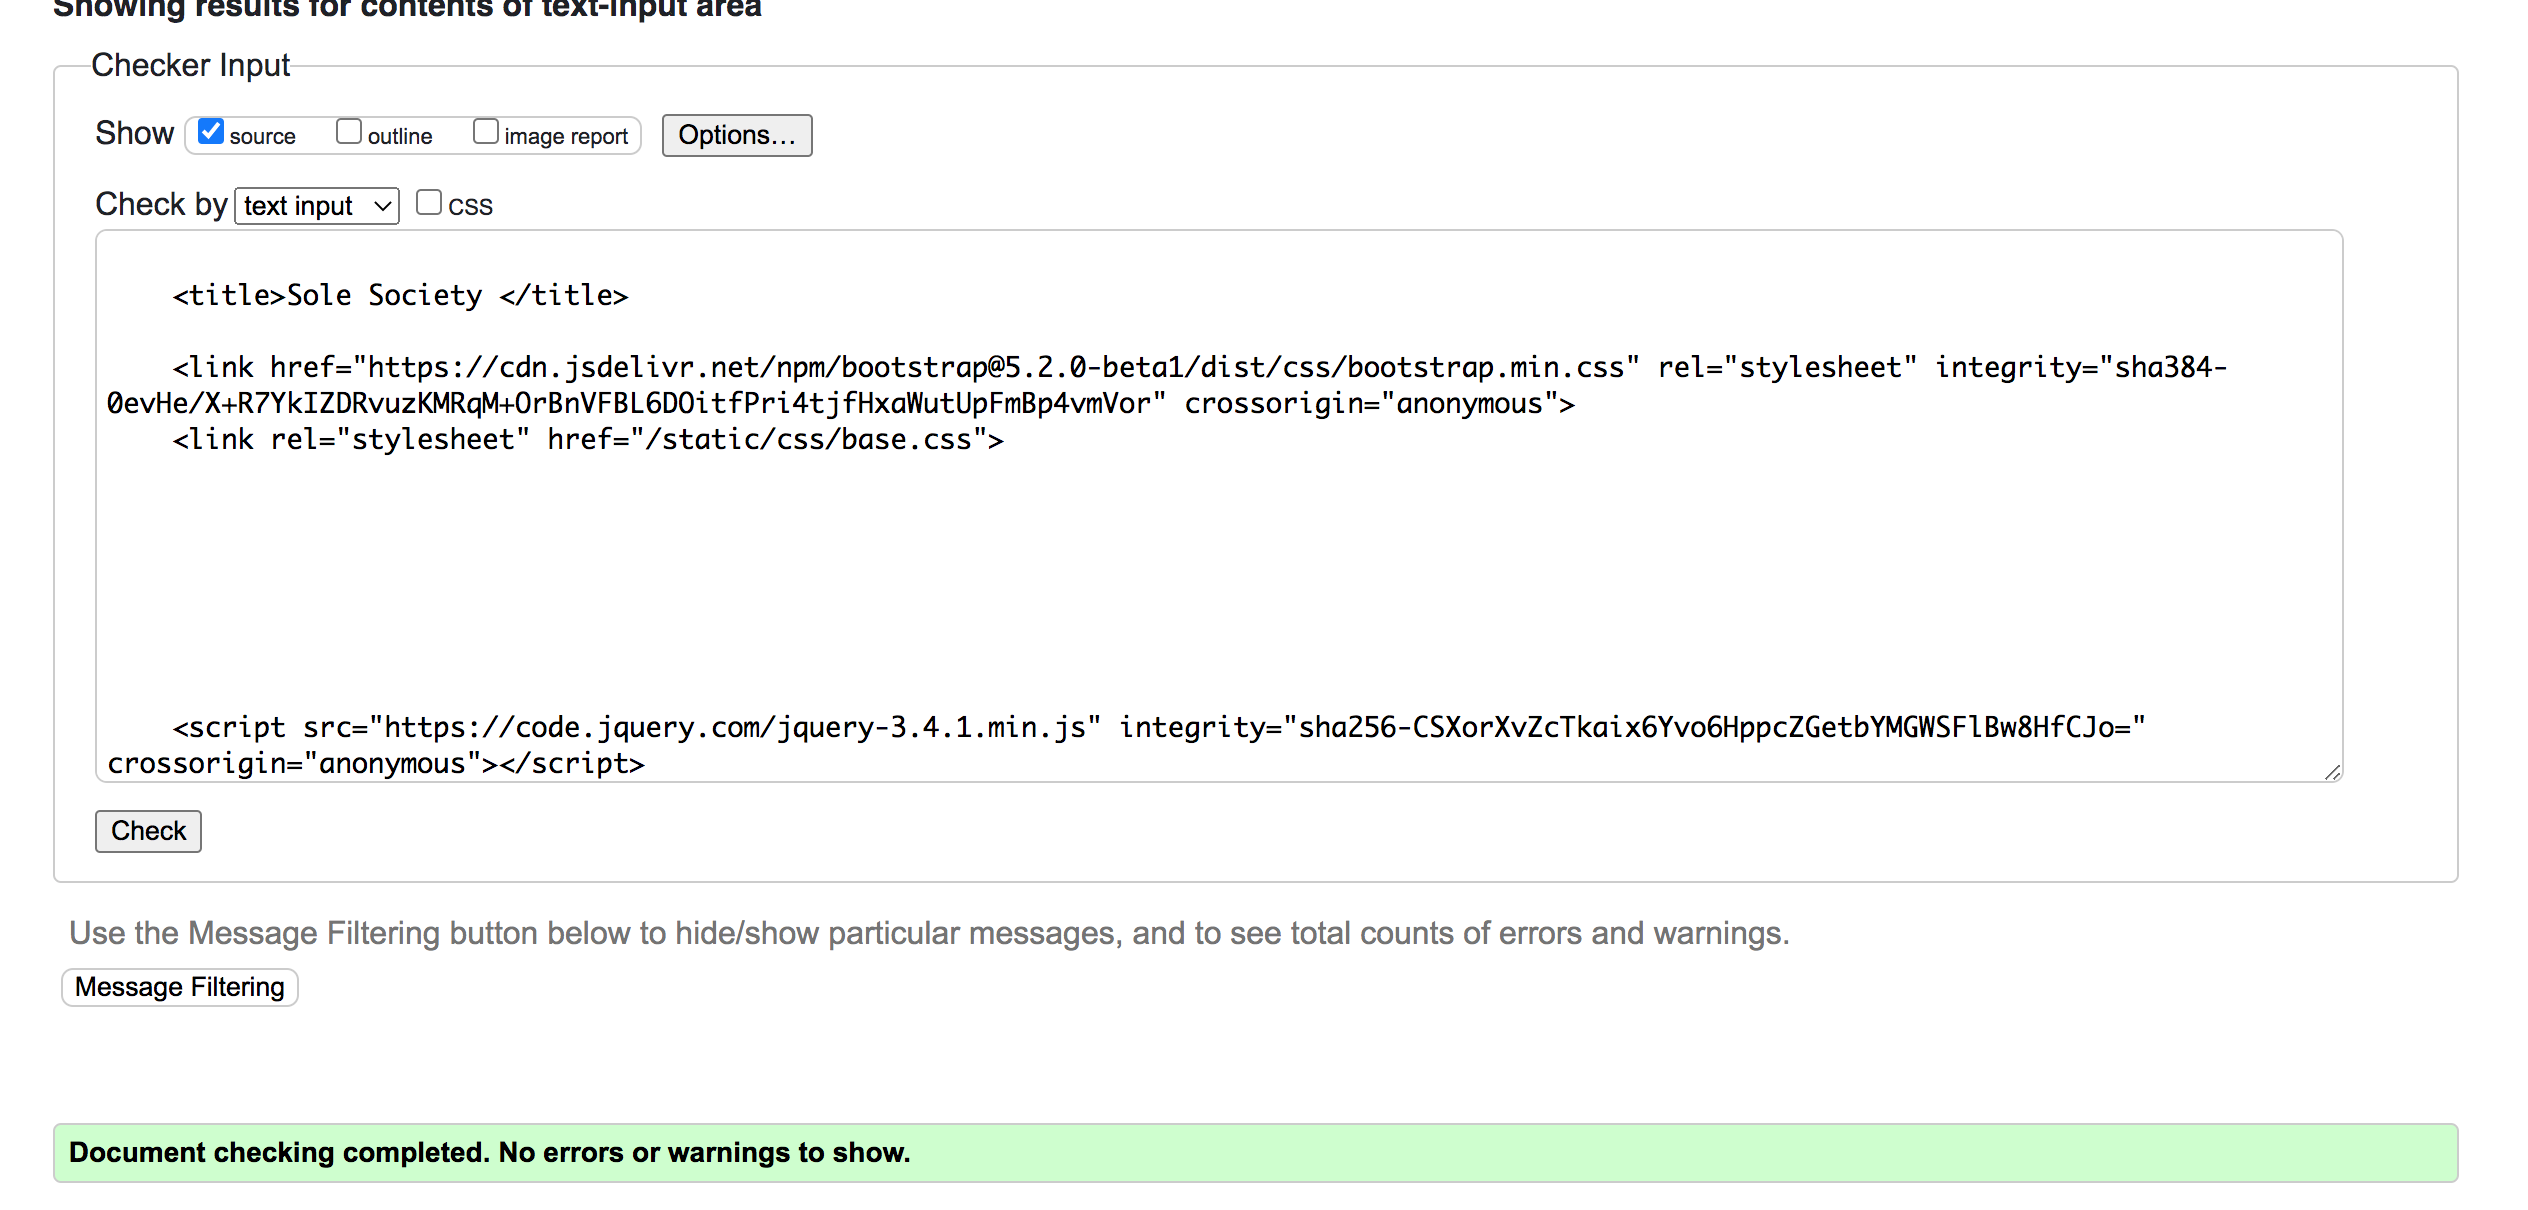 Showing results for contents of text-input area
Checker Input
Show source outline image report Options...
Check by text input CSS
<title>Sole Society </title>
<link href="https://cdn.jsdelivr.net/npm/bootstrap@5.2.0-beta1/dist/css/bootstrap.min.css" rel="stylesheet" integrity="sha384-
0evHe/X+R7YkIZDRvuzKMRqM+OrBnVFBL6DOitfPri4tjfHxaWutUpFmBp4vmVor" crossorigin="anonymous">
<link rel="stylesheet" href="/static/css/base.css">
<script src="https://code.jquery.com/jquery-3.4.1.min.js" integrity="sha256-CSXorXvZcTkaix6Yvo6HppcZGetbYMGWSFlBw8HfCJo="
crossorigin="anonymous"></script>
Check
Use the Message Filtering button below to hide/show particular messages, and to see total counts of errors and warnings.
Message Filtering
Document checking completed. No errors or warnings to show.